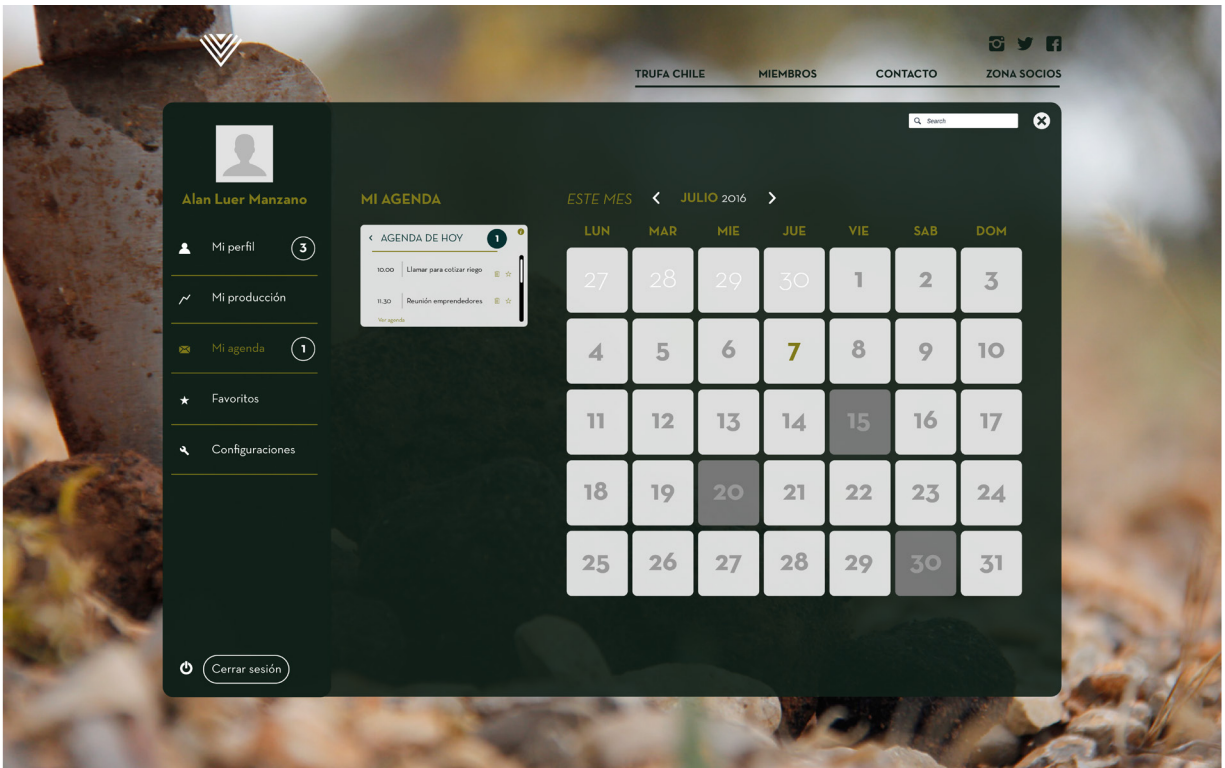 TRUFA CHILE MIEMBROS CONTACTO ZONA SOCIOS
Search
Alan Luer Manzano
Mi perfil 3
Mi producción
Mi agenda 1
Favoritos
Configuraciones
Cerrar sesión
MI AGENDA
AGENDA DE HOY 1
10.00 Llamar para cotizar riego
11.30 Reunión emprendedores
Ver agenda
ESTE MES JULIO 2016
LUN MAR MIE JUE VIE SAB DOM
27 28 29 30 1 2 3
4 5 6 7 8 9 10
11 12 13 14 15 16 17
18 19 20 21 22 23 24
25 26 27 28 29 30 31